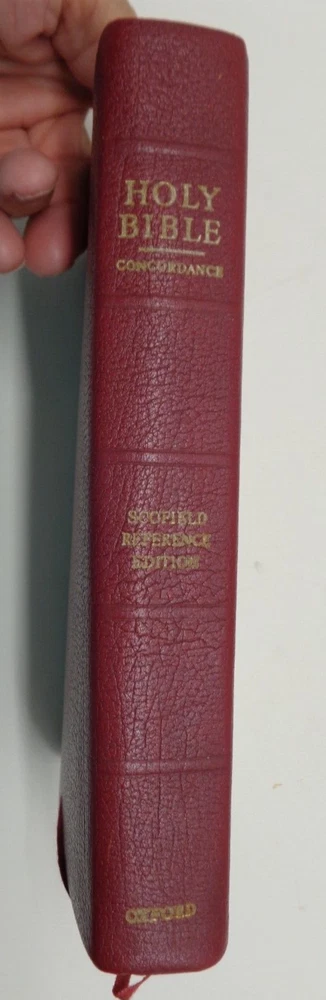 HOLY
BIBLE
CONCORDANCE
SCOFIELD
REFERENCE
EDITION
OXFORD